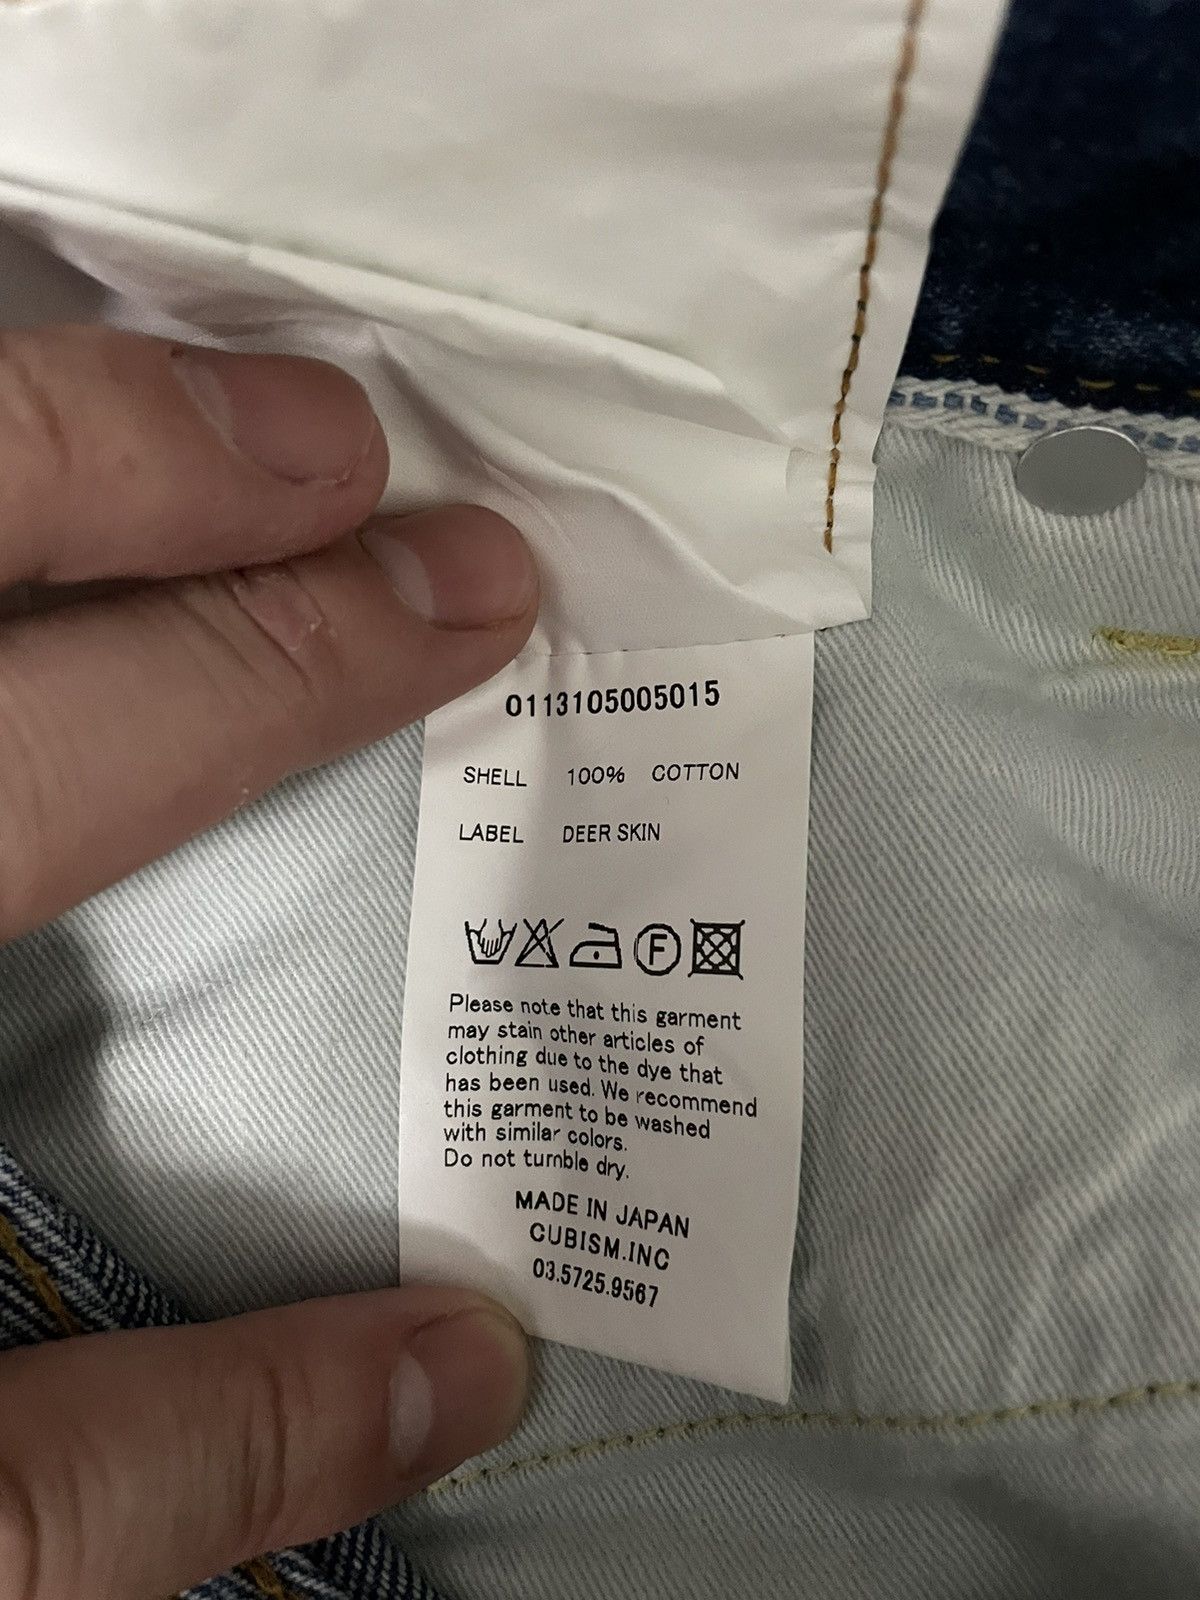 0113105005015
SHELL 100% COTTON
LABEL DEER SKIN
F
Please note that this garment
may stain other articles of
clothing due to the dye that
has been used. We recommend
this garment to be washed
with similar colors.
Do not tumble dry.
MADE IN JAPAN
CUBISM.INC
03.5725.9567